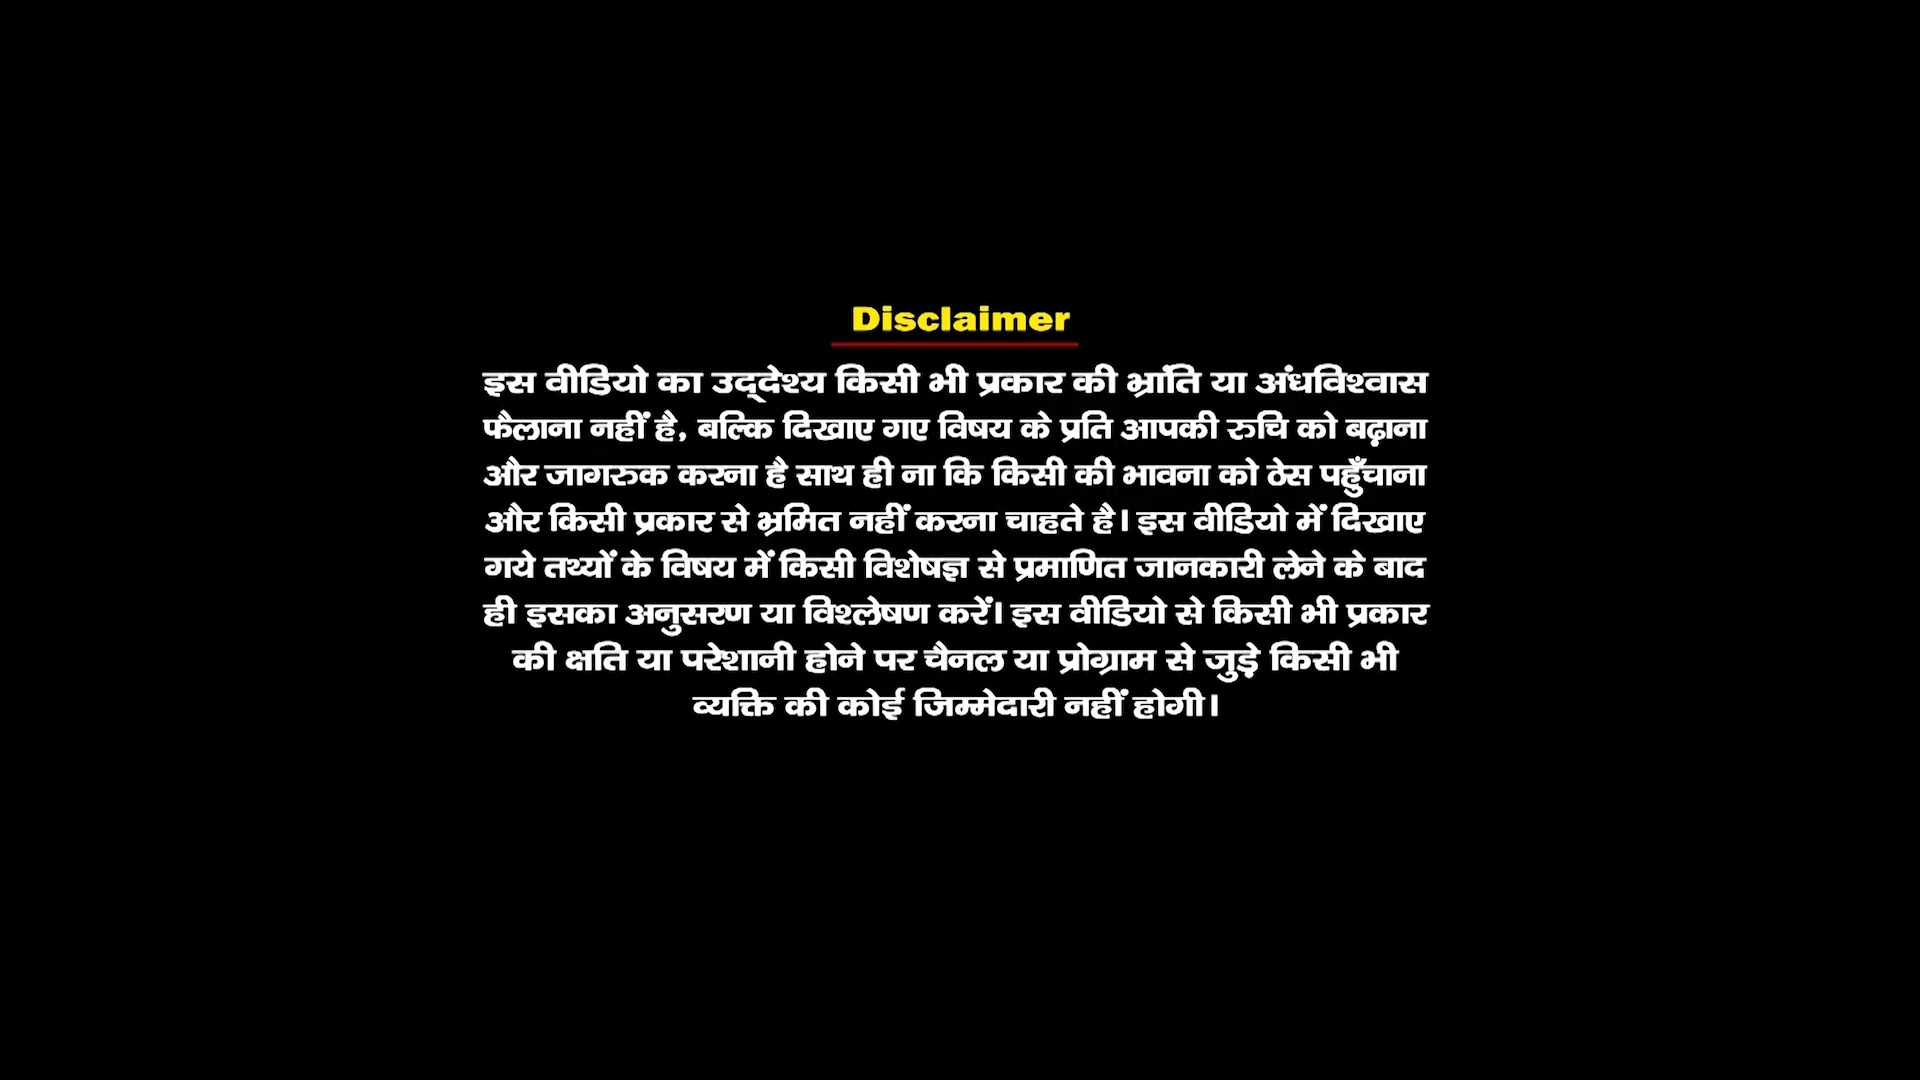 Disclaimer
इस वीडियो का उद्‌देश्य किसी भी प्रकार की भ्रांति या अंधविश्वास
फैलाना नहीं है, बल्कि दिखाए गए विषय के प्रति आपकी रुचि को बढ़ाना
और जागरुक करना है साथ ही ना कि किसी की भावना को ठेस पहुँचाना
और किसी प्रकार से भ्रमित नहीं करना चाहते है। इस वीडियो में दिखाए
गये तथ्यों के विषय में किसी विशेषज्ञ से प्रमाणित जानकारी लेने के बाद
ही इसका अनुसरण या विश्लेषण करें। इस वीडियो से किसी भी प्रकार
की क्षति या परेशानी होने पर चैनल या प्रोग्राम से जुड़े किसी भी
व्यक्ति की कोई जिम्मेदारी नहीं होगी।